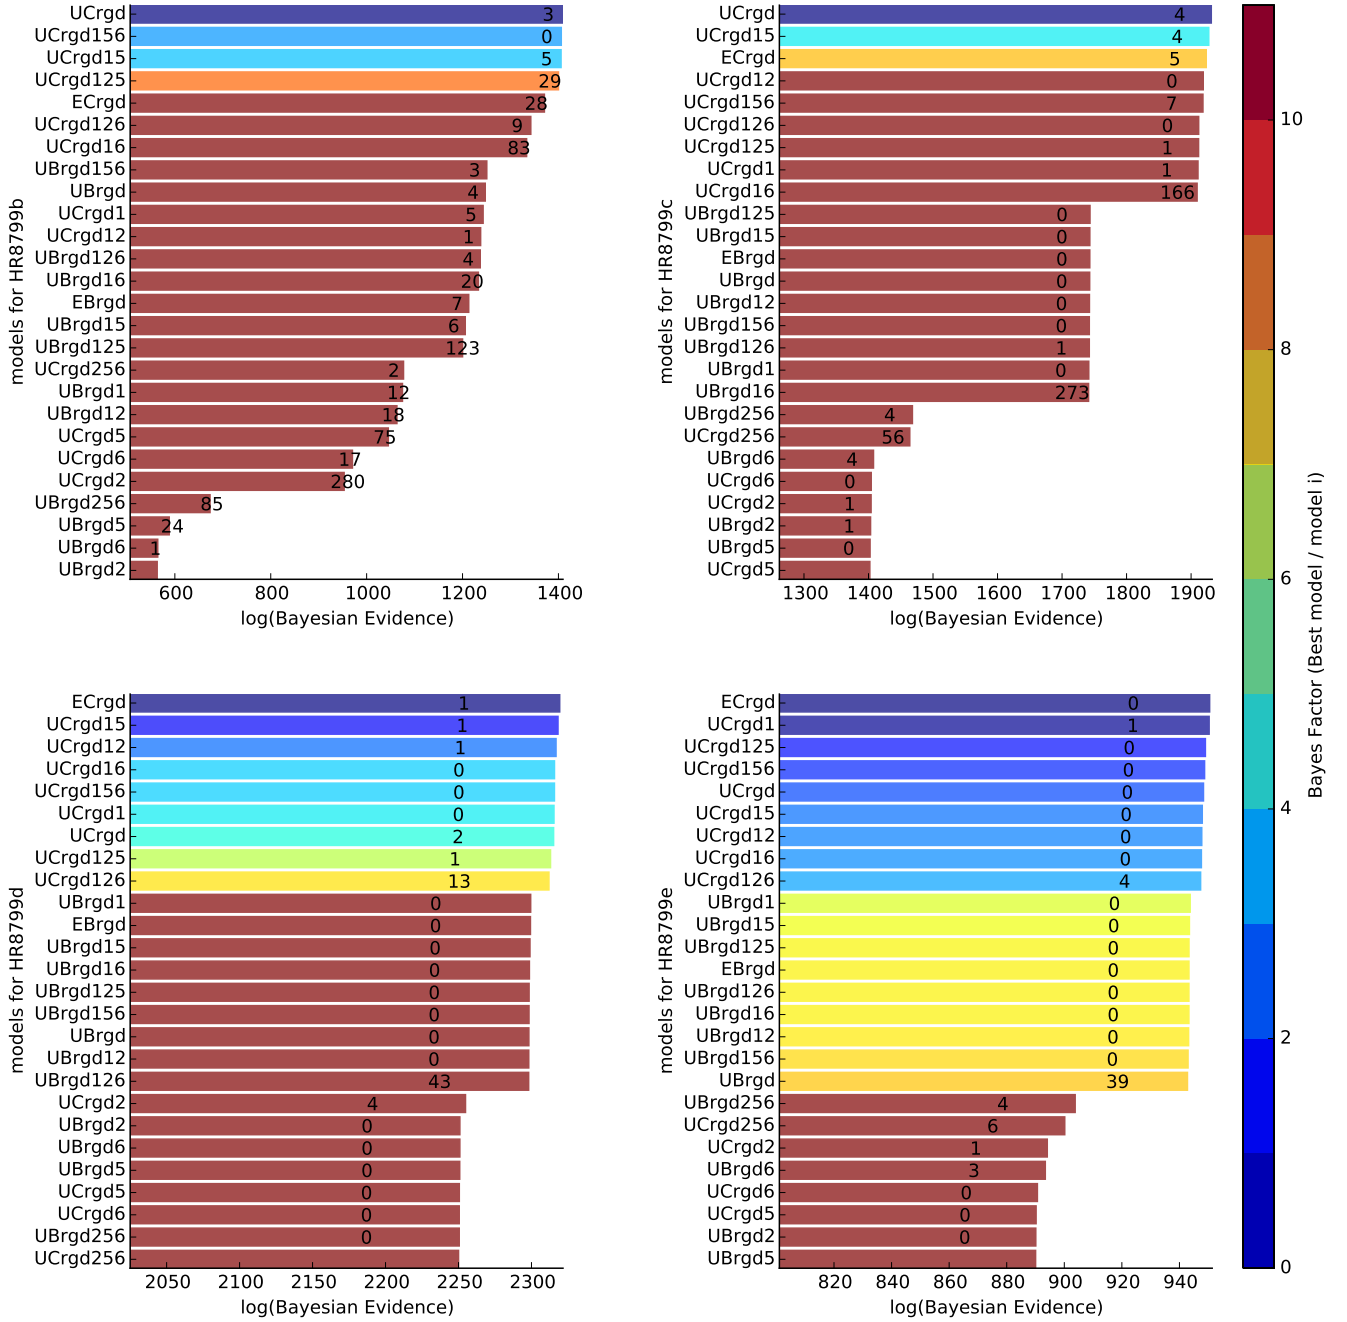 models for HR8799b
UCrgd 3
UCrgd156 0
UCrgd15 5
UCrgd125 29
ECrgd 28
UCrgd126 9
UCrgd16 83
UBrgd156 3
UBrgd 4
UCrgd1 5
UCrgd12 1
UBrgd126 4
UBrgd16 20
EBrgd 7
UBrgd15 6
UBrgd125 123
UCrgd256 2
UBrgd1 12
UBrgd12 18
UCrgd5 75
UCrgd6 17
UCrgd2 280
UBrgd256 85
UBrgd5 24
UBrgd6 1
UBrgd2
600 800 1000 1200 1400
log(Bayesian Evidence)
models for HR8799c
UCrgd 4
UCrgd15 4
ECrgd 5
UCrgd12 0
UCrgd156 7
UCrgd126 0
UCrgd125 1
UCrgd1 1
UCrgd16 166
UBrgd125 0
UBrgd15 0
EBrgd 0
UBrgd 0
UBrgd12 0
UBrgd156 0
UBrgd126 1
UBrgd1 0
UBrgd16 273
UBrgd256 4
UCrgd256 56
UBrgd6 4
UCrgd6 0
UCrgd2 1
UBrgd2 1
UBrgd5 0
UCrgd5
1300 1400 1500 1600 1700 1800 1900
log(Bayesian Evidence)
models for HR8799d
ECrgd 1
UCrgd15 1
UCrgd12 1
UCrgd16 0
UCrgd156 0
UCrgd1 0
UCrgd 2
UCrgd125 1
UCrgd126 13
UBrgd1 0
EBrgd 0
UBrgd15 0
UBrgd16 0
UBrgd125 0
UBrgd156 0
UBrgd 0
UBrgd12 0
UBrgd126 43
UCrgd2 4
UBrgd2 0
UBrgd6 0
UBrgd5 0
UCrgd5 0
UCrgd6 0
UBrgd256 0
UCrgd256
2050 2100 2150 2200 2250 2300
log(Bayesian Evidence)
models for HR8799e
ECrgd 0
UCrgd1 1
UCrgd125 0
UCrgd156 0
UCrgd 0
UCrgd15 0
UCrgd12 0
UCrgd16 0
UCrgd126 4
UBrgd1 0
UBrgd15 0
UBrgd125 0
EBrgd 0
UBrgd126 0
UBrgd16 0
UBrgd12 0
UBrgd156 0
UBrgd 39
UBrgd256 4
UCrgd256 6
UCrgd2 1
UBrgd6 3
UCrgd6 0
UCrgd5 0
UBrgd2 0
UBrgd5
820 840 860 880 900 920 940
log(Bayesian Evidence)
10
8
6
4
2
0
Bayes Factor (Best model / model i)